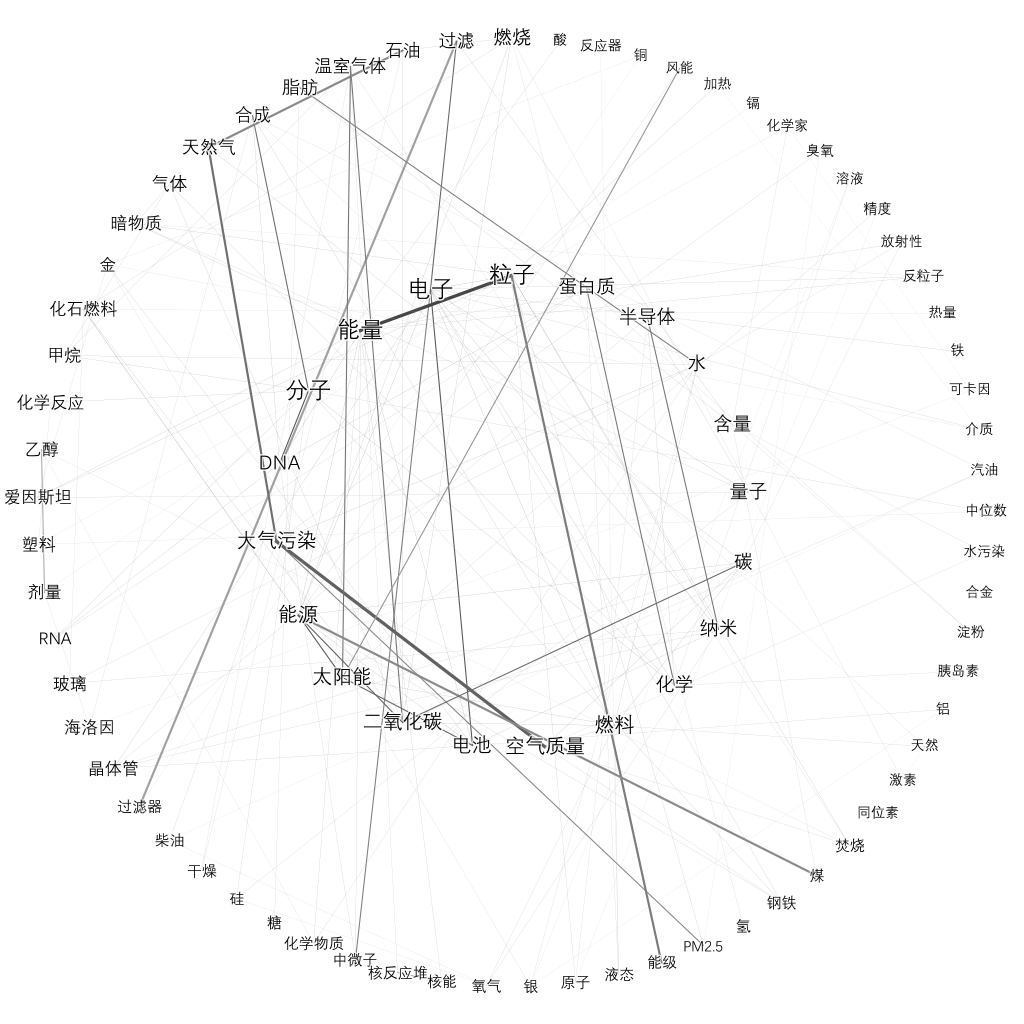 燃烧
过滤
酸
反应器
石油
铜
温室气体
风能
脂肪
加热
镉
合成
化学家
天然气
臭氧
气体
溶液
精度
暗物质
放射性
金
粒子
反粒子
电子
蛋白质
化石燃料
热量
半导体
能量
铁
甲烷
水
分子
可卡因
化学反应
含量
介质
乙醇
DNA
汽油
爱因斯坦
量子
中位数
大气污染
塑料
水污染
碳
剂量
合金
能源
纳米
淀粉
RNA
胰岛素
太阳能
化学
玻璃
铝
二氧化碳
燃料
海洛因
电池
空气质量
天然
晶体管
激素
过滤器
同位素
柴油
焚烧
干燥
煤
硅
钢铁
糖
氢
化学物质
PM2.5
中微子
能级
核反应堆
液态
核能
原子
氧气
银